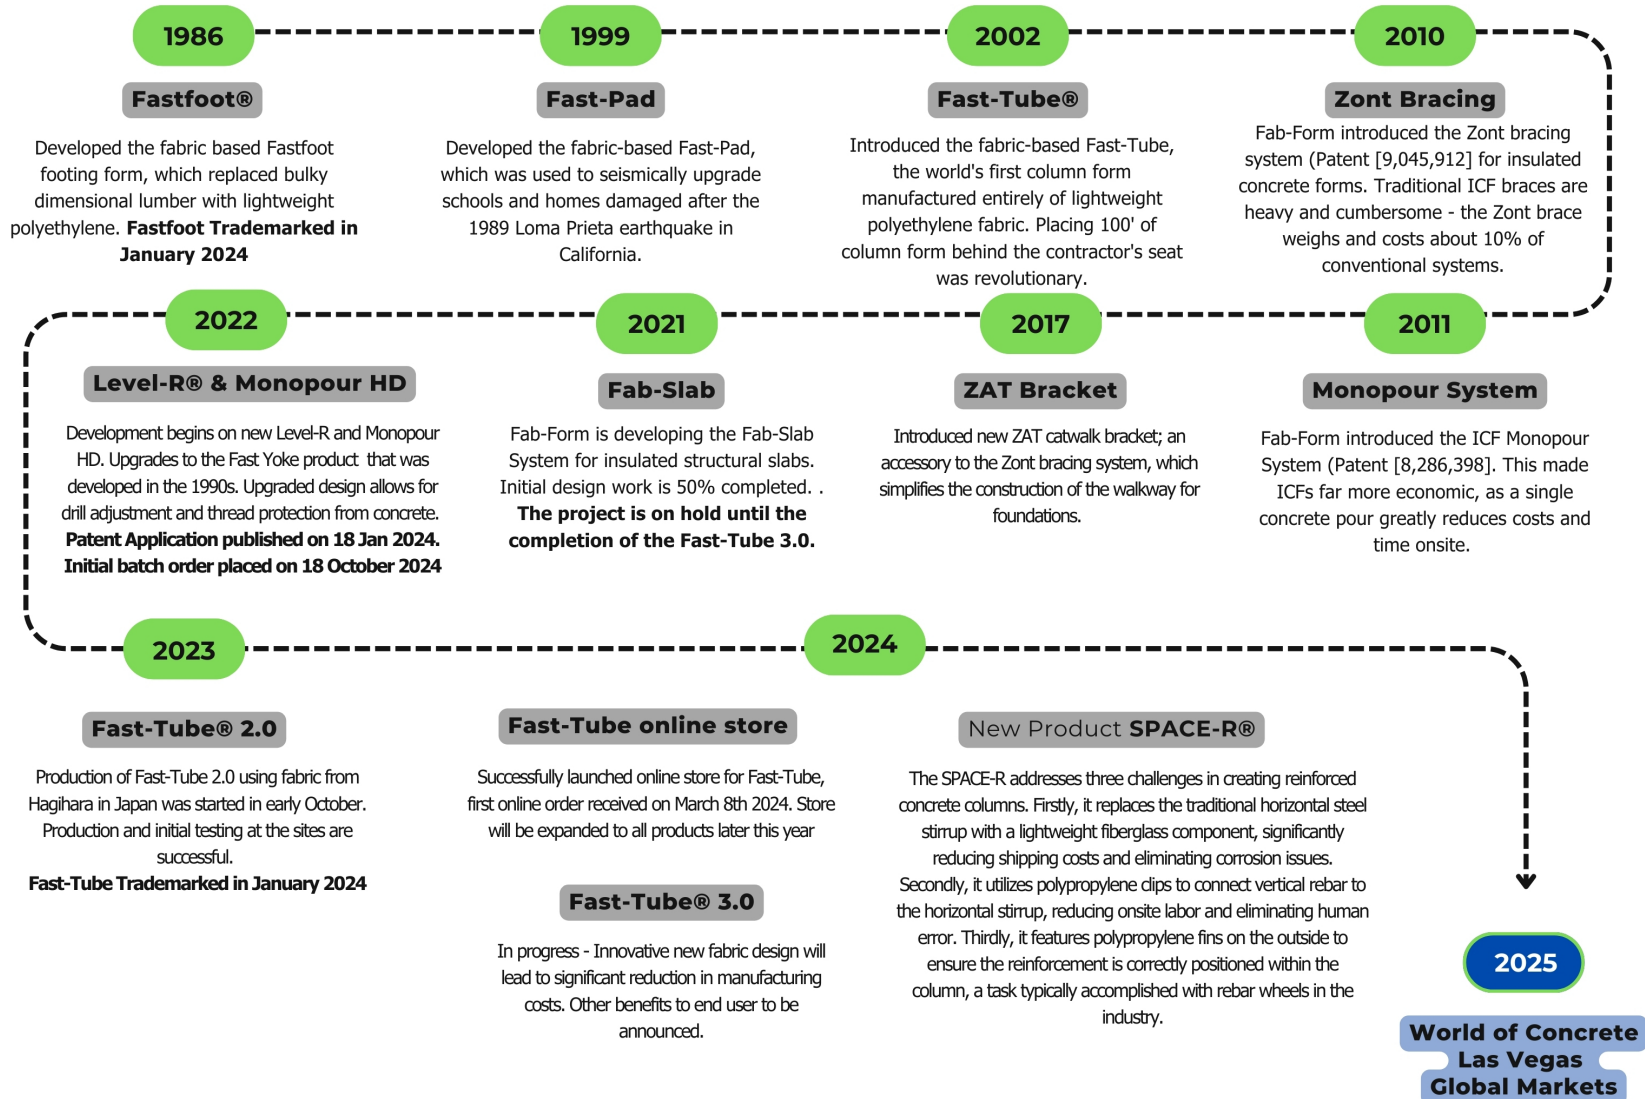 1986
Fastfoot®
Developed the fabric based Fastfoot
footing form, which replaced bulky
dimensional lumber with lightweight
polyethylene. Fastfoot Trademarked in
January 2024
1999
Fast-Pad
Developed the fabric-based Fast-Pad,
which was used to seismically upgrade
schools and homes damaged after the
1989 Loma Prieta earthquake in
California.
2002
Fast-Tube®
Introduced the fabric-based Fast-Tube,
the world's first column form
manufactured entirely of lightweight
polyethylene fabric. Placing 100' of
column form behind the contractor's seat
was revolutionary.
2010
Zont Bracing
Fab-Form introduced the Zont bracing
system (Patent [9,045,912] for insulated
concrete forms. Traditional ICF braces are
heavy and cumbersome - the Zont brace
weighs and costs about 10% of
conventional systems.
2011
Monopour System
Fab-Form introduced the ICF Monopour
System (Patent [8,286,398]. This made
ICFs far more economic, as a single
concrete pour greatly reduces costs and
time onsite.
2017
ZAT Bracket
Introduced new ZAT catwalk bracket; an
accessory to the Zont bracing system, which
simplifies the construction of the walkway for
foundations.
2021
Fab-Slab
Fab-Form is developing the Fab-Slab
System for insulated structural slabs.
Initial design work is 50% completed. .
The project is on hold until the
completion of the Fast-Tube 3.0.
2022
Level-R® & Monopour HD
Development begins on new Level-R and Monopour
HD. Upgrades to the Fast Yoke product that was
developed in the 1990s. Upgraded design allows for
drill adjustment and thread protection from concrete.
Patent Application published on 18 Jan 2024.
Initial batch order placed on 18 October 2024
2023
Fast-Tube® 2.0
Production of Fast-Tube 2.0 using fabric from
Hagihara in Japan was started in early October.
Production and initial testing at the sites are
successful.
Fast-Tube Trademarked in January 2024
2024
Fast-Tube online store
Successfully launched online store for Fast-Tube,
first online order received on March 8th 2024. Store
will be expanded to all products later this year
Fast-Tube® 3.0
In progress - Innovative new fabric design will
lead to significant reduction in manufacturing
costs. Other benefits to end user to be
announced.
New Product SPACE-R®
The SPACE-R addresses three challenges in creating reinforced
concrete columns. Firstly, it replaces the traditional horizontal steel
stirrup with a lightweight fiberglass component, significantly
reducing shipping costs and eliminating corrosion issues.
Secondly, it utilizes polypropylene clips to connect vertical rebar to
the horizontal stirrup, reducing onsite labor and eliminating human
error. Thirdly, it features polypropylene fins on the outside to
ensure the reinforcement is correctly positioned within the
column, a task typically accomplished with rebar wheels in the
industry.
2025
World of Concrete
Las Vegas
Global Markets